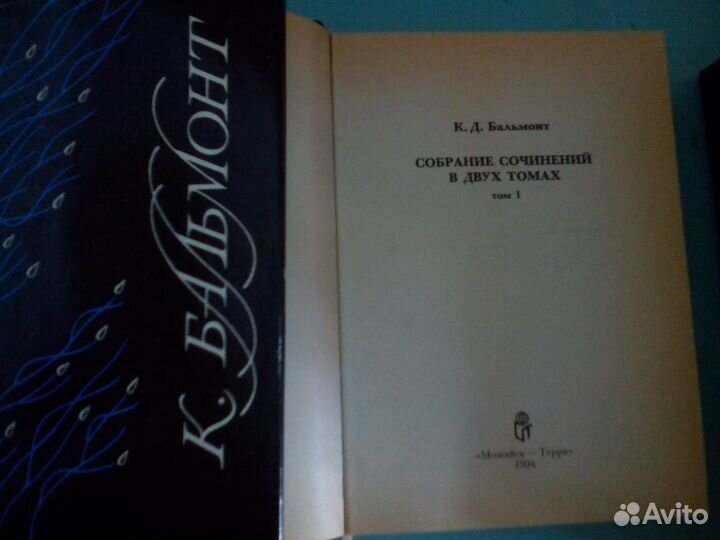 К. БАЛЬМОНТ
К. Д. Бальмонт
СОБРАНИЕ СОЧИНЕНИЙ
В ДВУХ ТОМАХ
том 1
«Можайск — Терра»
1994
Avito